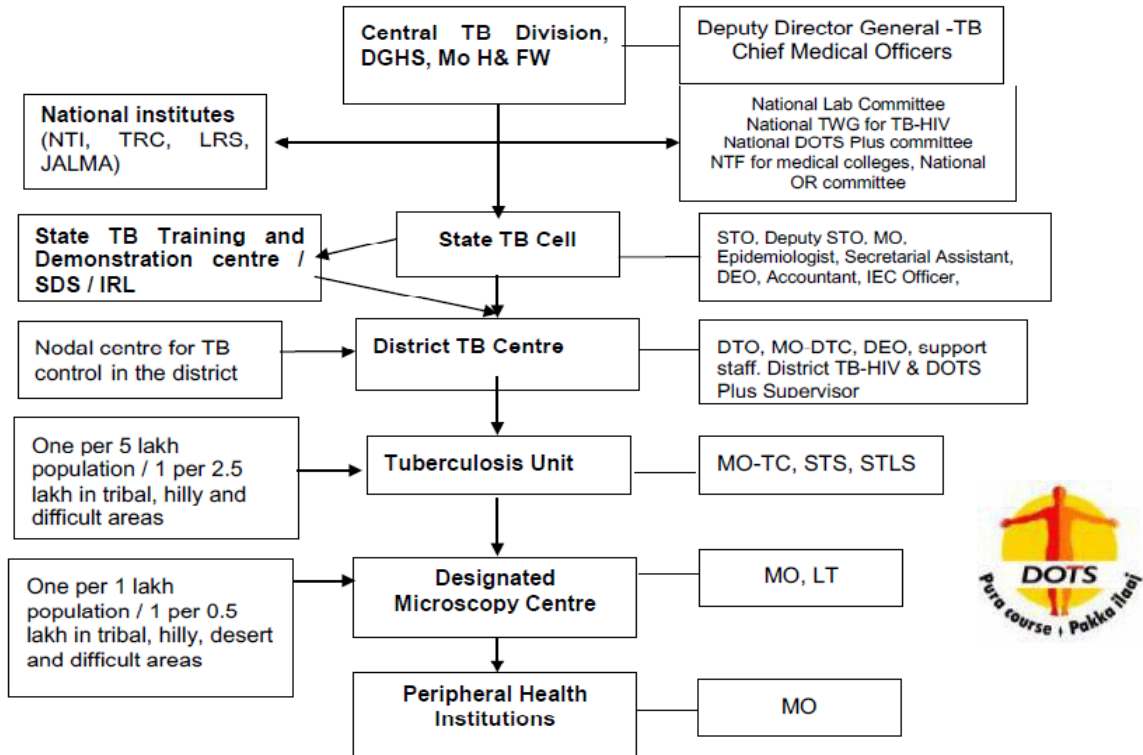 Central TB Division,
DGHS, Mo H& FW
Deputy Director General -TB
Chief Medical Officers
National institutes
(NTI, TRC, LRS,
JALMA)
National Lab Committee
National TWG for TB-HIV
National DOTS Plus committee
NTF for medical colleges, National
OR committee
State TB Training and
Demonstration centre /
SDS / IRL
State TB Cell
STO, Deputy STO, MO,
Epidemiologist, Secretarial Assistant,
DEO, Accountant, IEC Officer,
Nodal centre for TB
control in the district
District TB Centre
DTO, MO-DTC, DEO, support
staff. District TB-HIV & DOTS
Plus Supervisor
One per 5 lakh
population / 1 per 2.5
lakh in tribal, hilly and
difficult areas
Tuberculosis Unit
MO-TC, STS, STLS
One per 1 lakh
population / 1 per 0.5
lakh in tribal, hilly, desert
and difficult areas
Designated
Microscopy Centre
MO, LT
Peripheral Health
Institutions
MO
DOTS
Pura course, Pakka ilaaj